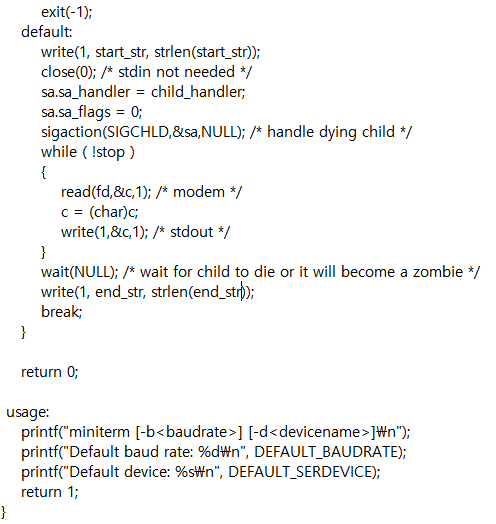 exit(-1);
default:
write(1, start_str, strlen(start_str));
close(0); /* stdin not needed */
sa.sa_handler = child_handler;
sa.sa_flags = 0;
sigaction(SIGCHLD,&sa,NULL); /* handle dying child */
while ( !stop )
{
read(fd,&c,1); /* modem */
c = (char)c;
write(1,&c,1); /* stdout */
}
wait(NULL); /* wait for child to die or it will become a zombie */
write(1, end_str, strlen(end_str));
break;
}
return 0;
usage:
printf("miniterm [-b<baudrate>] [-d<devicename>]₩n");
printf("Default baud rate: %d₩n", DEFAULT_BAUDRATE);
printf("Default device: %s₩n", DEFAULT_SERDEVICE);
return 1;
}